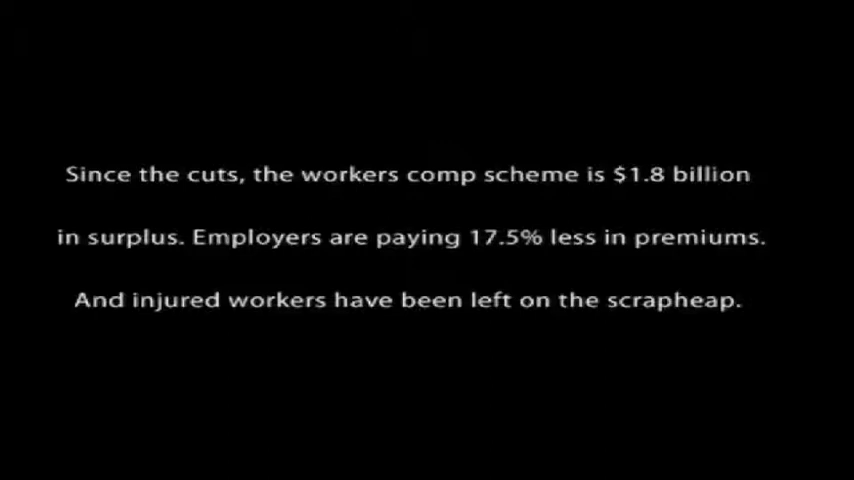 Since the cuts, the workers comp scheme is $1.8 billion
in surplus. Employers are paying 17.5% less in premiums.
And injured workers have been left on the scrapheap.